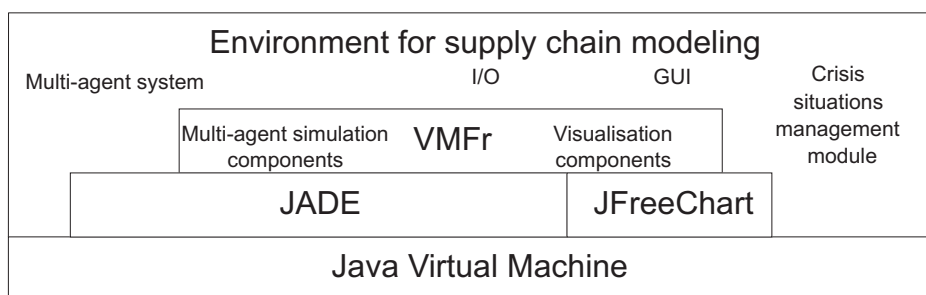 Environment for supply chain modeling
Multi-agent system
I/O
GUI
Crisis
situations
management
module
Multi-agent simulation
components
VMFr
Visualisation
components
JADE
JFreeChart
Java Virtual Machine